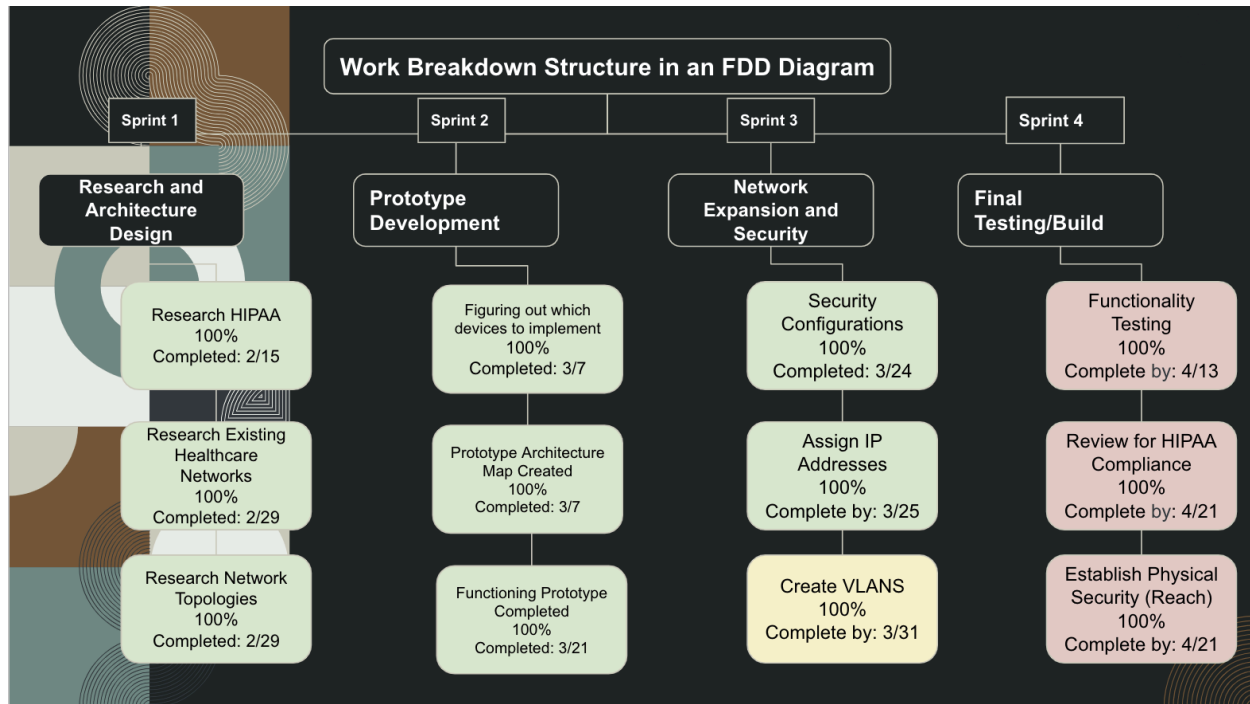 Work Breakdown Structure in an FDD Diagram
Sprint 1
Sprint 2
Sprint 3
Sprint 4
Research and
Architecture
Design
Prototype
Development
Network
Expansion and
Security
Final
Testing/Build
Research HIPAA
100%
Completed: 2/15
Research Existing
Healthcare
Networks
100%
Completed: 2/29
Research Network
Topologies
100%
Completed: 2/29
Figuring out which
devices to implement
100%
Completed: 3/7
Prototype Architecture
Map Created
100%
Completed: 3/7
Functioning Prototype
Completed
100%
Completed: 3/21
Security
Configurations
100%
Completed: 3/24
Assign IP
Addresses
100%
Complete by: 3/25
Create VLANS
100%
Complete by: 3/31
Functionality
Testing
100%
Complete by: 4/13
Review for HIPAA
Compliance
100%
Complete by: 4/21
Establish Physical
Security (Reach)
100%
Complete by: 4/21